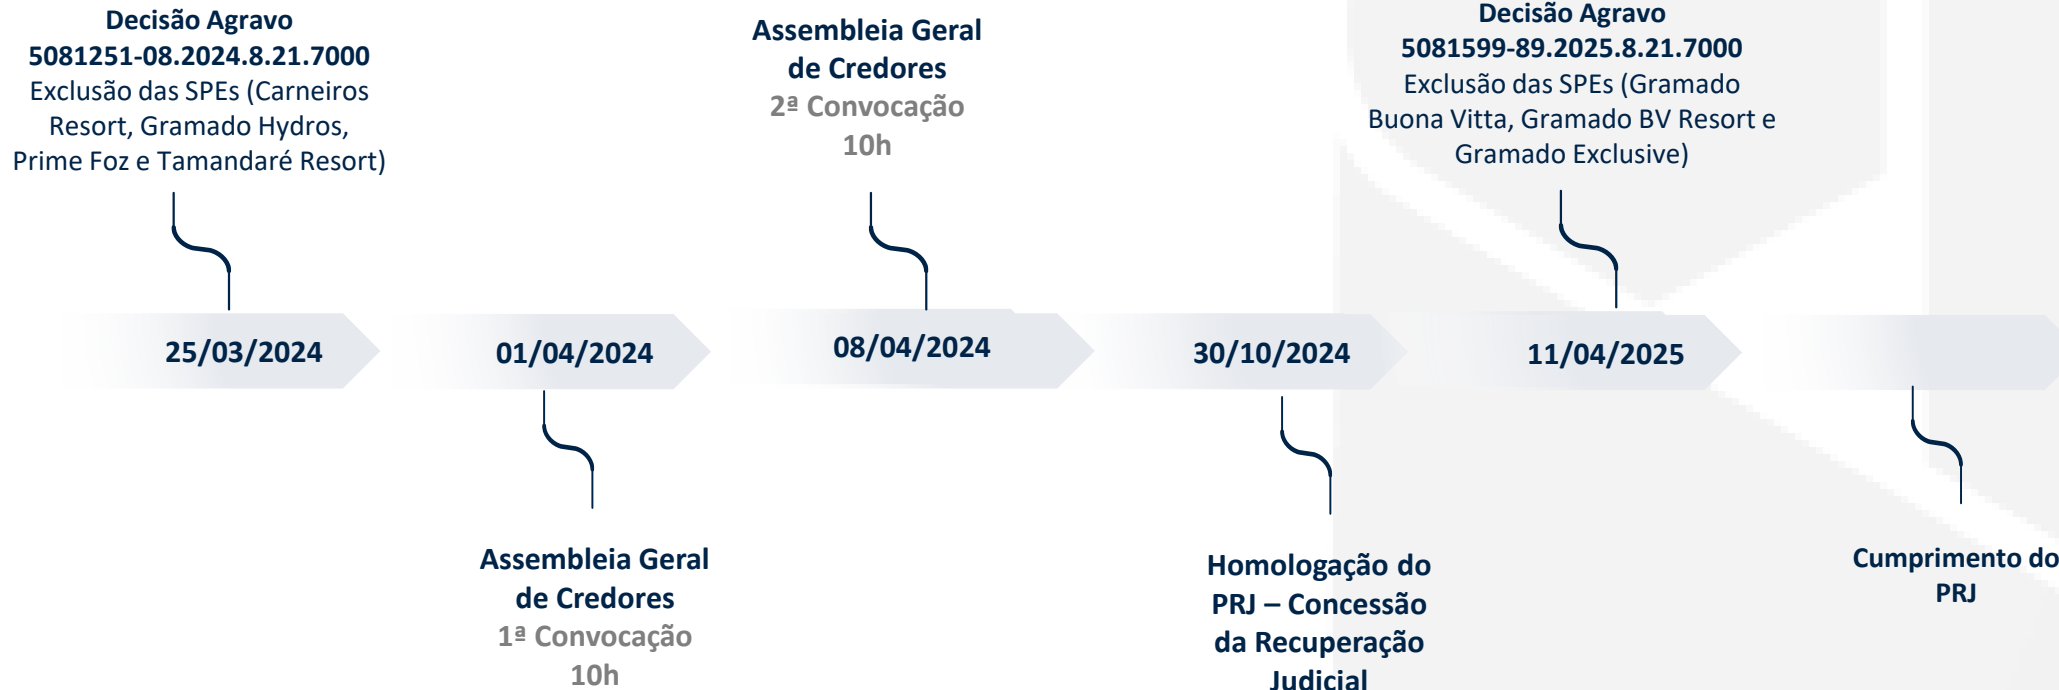 Decisão Agravo
5081251-08.2024.8.21.7000
Exclusão das SPEs (Carneiros
Resort, Gramado Hydros,
Prime Foz e Tamandaré Resort)
Assembleia Geral
de Credores
2ª Convocação
10h
Decisão Agravo
5081599-89.2025.8.21.7000
Exclusão das SPEs (Gramado
Buona Vitta, Gramado BV Resort e
Gramado Exclusive)
25/03/2024
01/04/2024
08/04/2024
30/10/2024
11/04/2025
Assembleia Geral
de Credores
1ª Convocação
10h
Homologação do
PRJ – Concessão
da Recuperação
Judicial
Cumprimento do
PRJ